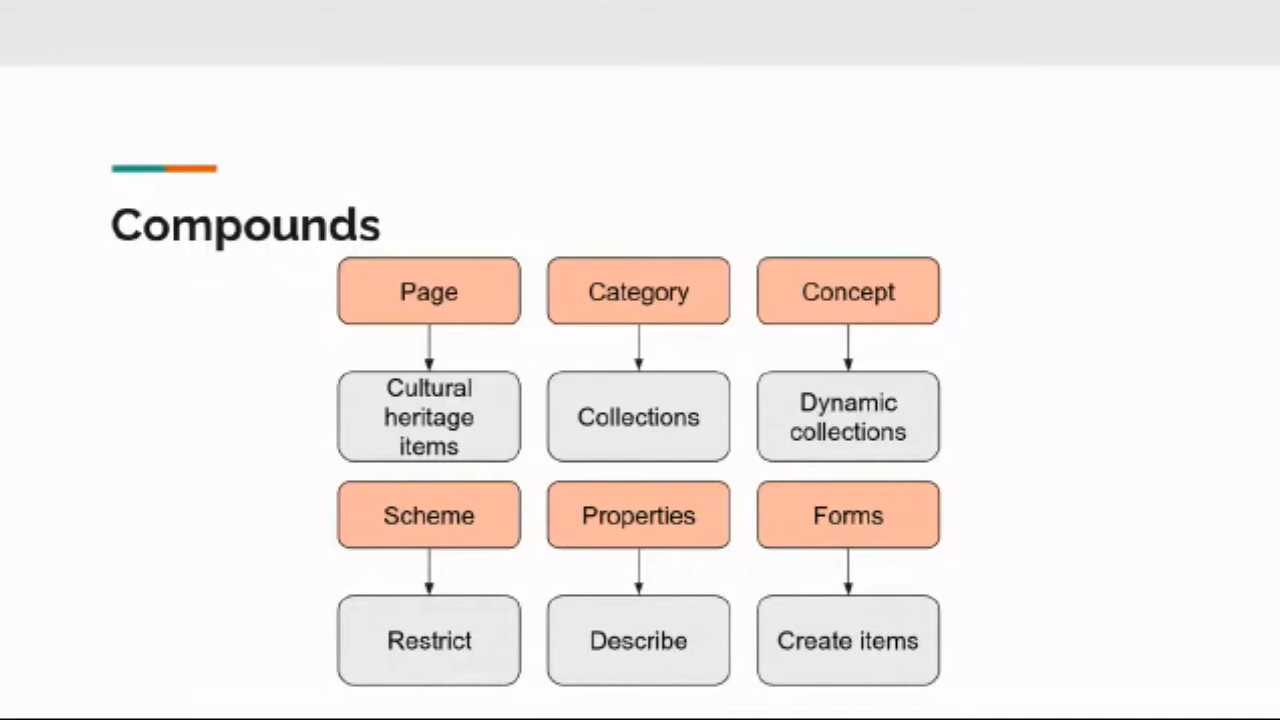 Compounds
Page
Category
Concept
Cultural
heritage
items
Collections
Dynamic
collections
Scheme
Properties
Forms
Restrict
Describe
Create items